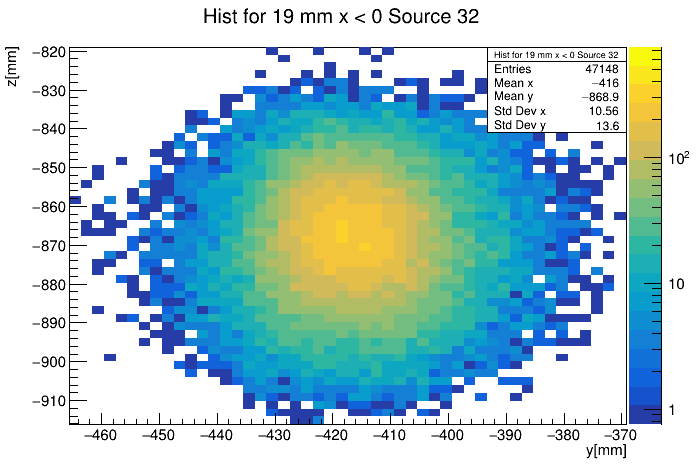 Hist for 19 mm x < 0 Source 32
z[mm]
Hist for 19 mm x < 0 Source 32
Entries 47148
Mean x −416
Mean y −868.9
Std Dev x 10.56
Std Dev y 13.6
−820
−830
−840
−850
−860
−870
−880
−890
−900
−910
10²
10
1
−460 −450 −440 −430 −420 −410 −400 −390 −380 −370
y[mm]